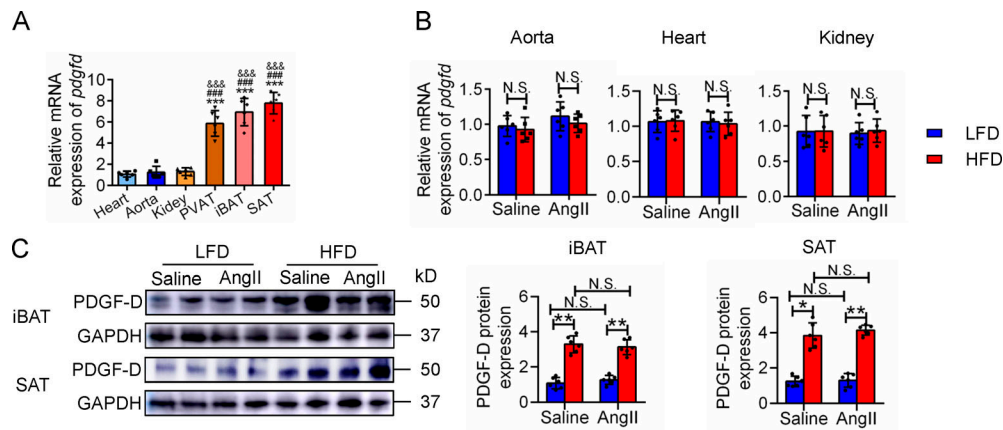 A
Relative mRNA
expression of pdgfd
10
8
6
4
2
0
&&& &&& &&&
### ### ###
*** *** ***
Heart
Aorta
Kidey
PVAT
iBAT
SAT
B
Aorta Heart Kidney
Relative mRNA
expression of pdgfd
N.S. N.S. N.S. N.S. N.S. N.S.
1.5 1.5 1.5
1.0 1.0 1.0
0.5 0.5 0.5
0.0 0.0 0.0
Saline AngII Saline AngII Saline AngII
LFD
HFD
C
LFD HFD
Saline AngII Saline AngII kD
iBAT
PDGF-D 50
GAPDH 37
SAT
PDGF-D 50
GAPDH 37
iBAT
PDGF-D protein
expression
6
4
2
0
N.S.
N.S.
** **
Saline AngII
SAT
PDGF-D protein
expression
6
4
2
0
N.S.
N.S.
* **
Saline AngII